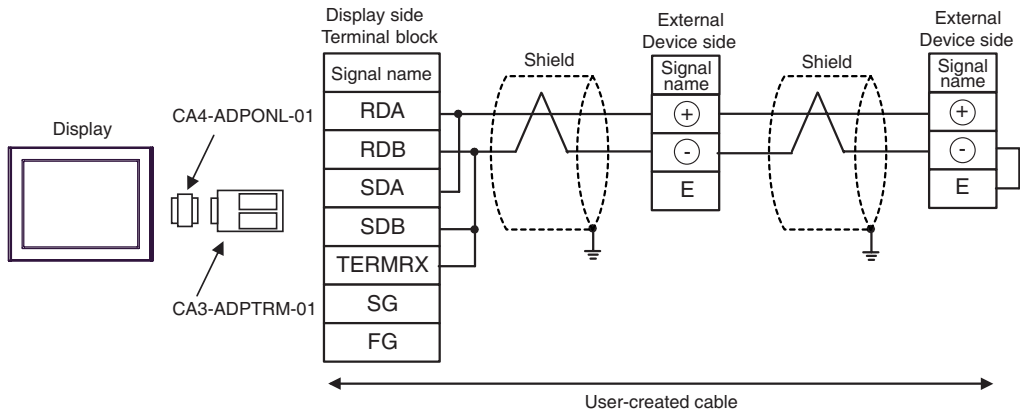 Display
CA4-ADPONL-01
CA3-ADPTRM-01
Display side
Terminal block
Signal name
RDA
RDB
SDA
SDB
TERMRX
SG
FG
Shield
External
Device side
Signal
name
+
-
E
Shield
External
Device side
Signal
name
+
-
E
User-created cable